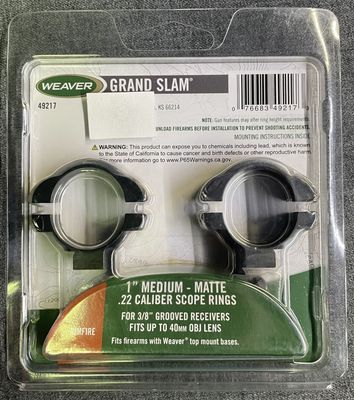 WEAVER
GRAND SLAM®
49217
KS 66214
0 76683 49217 0
NOTE: Gun features may alter ring height requirements
UNLOAD FIREARMS BEFORE INSTALLATION TO PREVENT SHOOTING ACCIDENTS
MOUNTING INSTRUCTIONS INSIDE
WARNING: This product can expose you to chemicals including lead, which is known
to the State of California to cause cancer and birth defects or other reproductive harm.
For more information go to www.P65Warnings.ca.gov.
1" MEDIUM - MATTE
.22 CALIBER SCOPE RINGS
FOR 3/8" GROOVED RECEIVERS
FITS UP TO 40MM OBJ LENS
Fits firearms with Weaver® top mount bases.
RIMFIRE